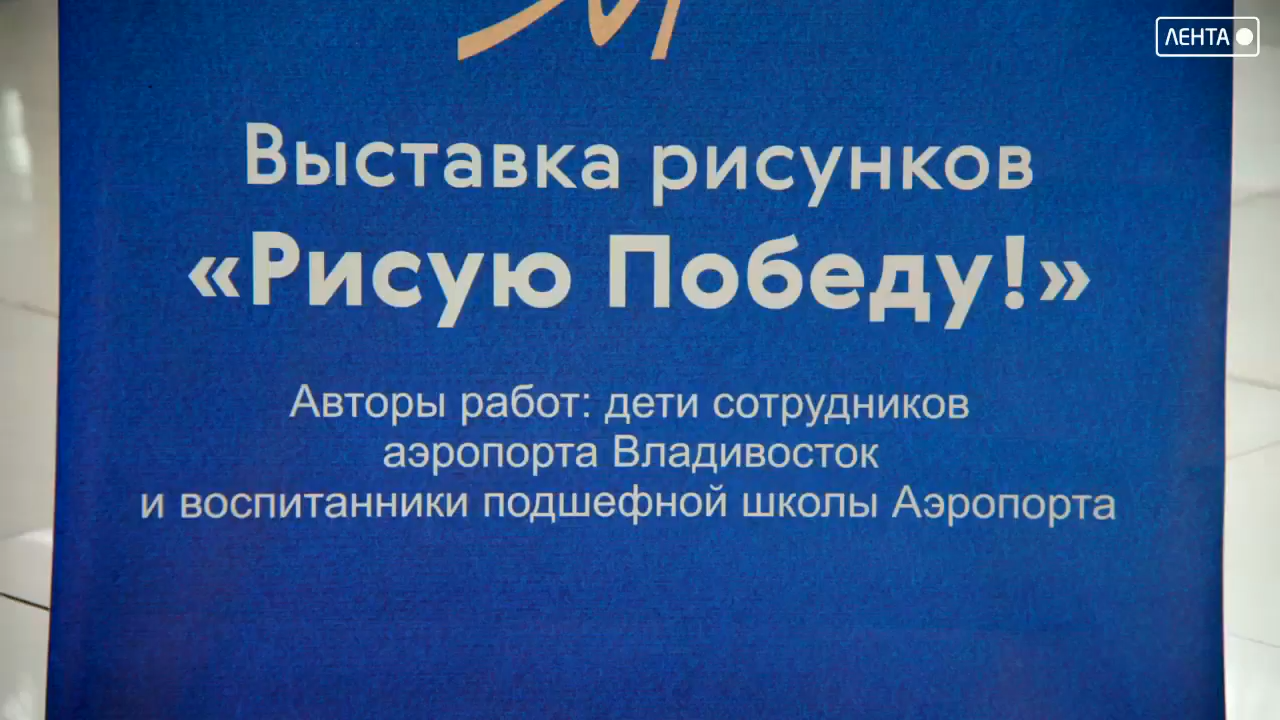 ЛЕНТА
Выставка рисунков
«Рисую Победу!»
Авторы работ: дети сотрудников
аэропорта Владивосток
и воспитанники подшефной школы Аэропорта